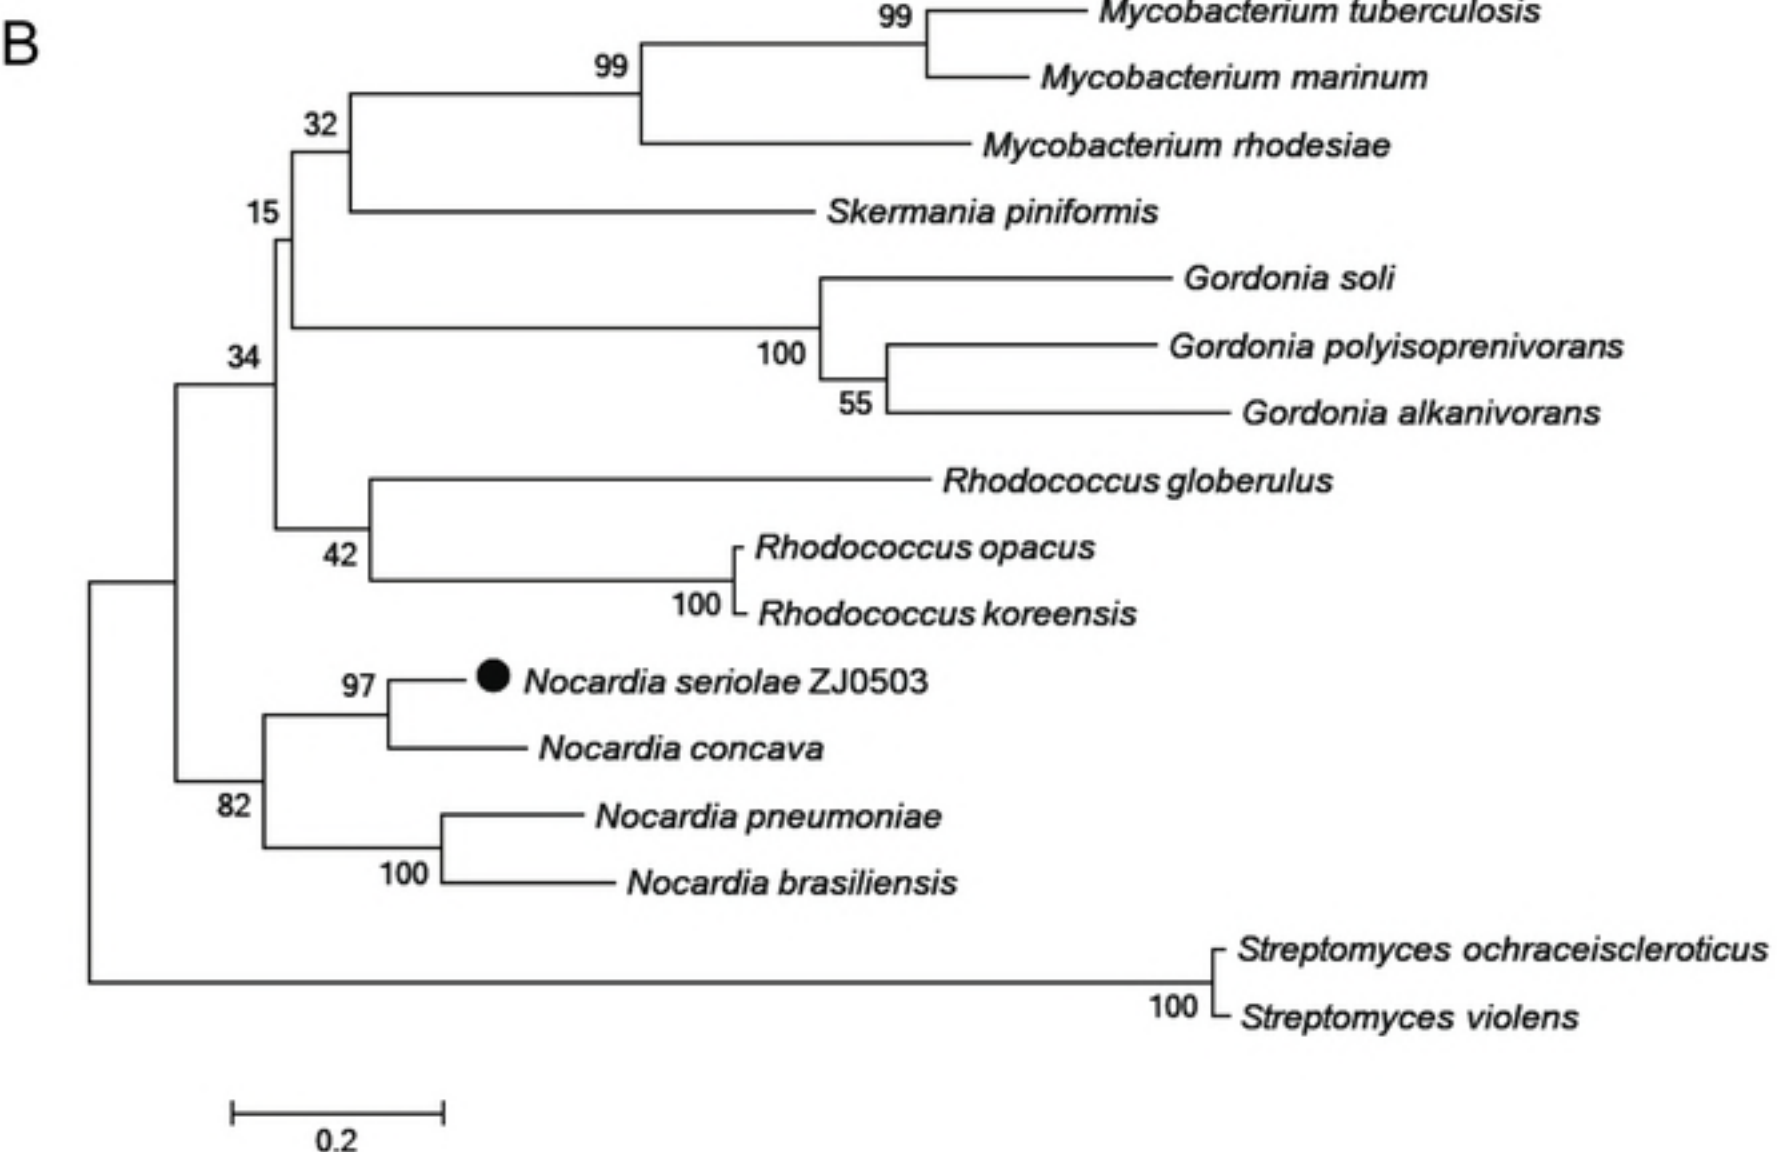 B
99
Mycobacterium tuberculosis
99
Mycobacterium marinum
32
Mycobacterium rhodesiae
15
Skermania piniformis
Gordonia soli
34
100
Gordonia polyisoprenivorans
55
Gordonia alkanivorans
Rhodococcus globerulus
42
Rhodococcus opacus
100
Rhodococcus koreensis
97
Nocardia seriolae ZJ0503
Nocardia concava
82
Nocardia pneumoniae
100
Nocardia brasiliensis
Streptomyces ochraceiscleroticus
100
Streptomyces violens
0.2